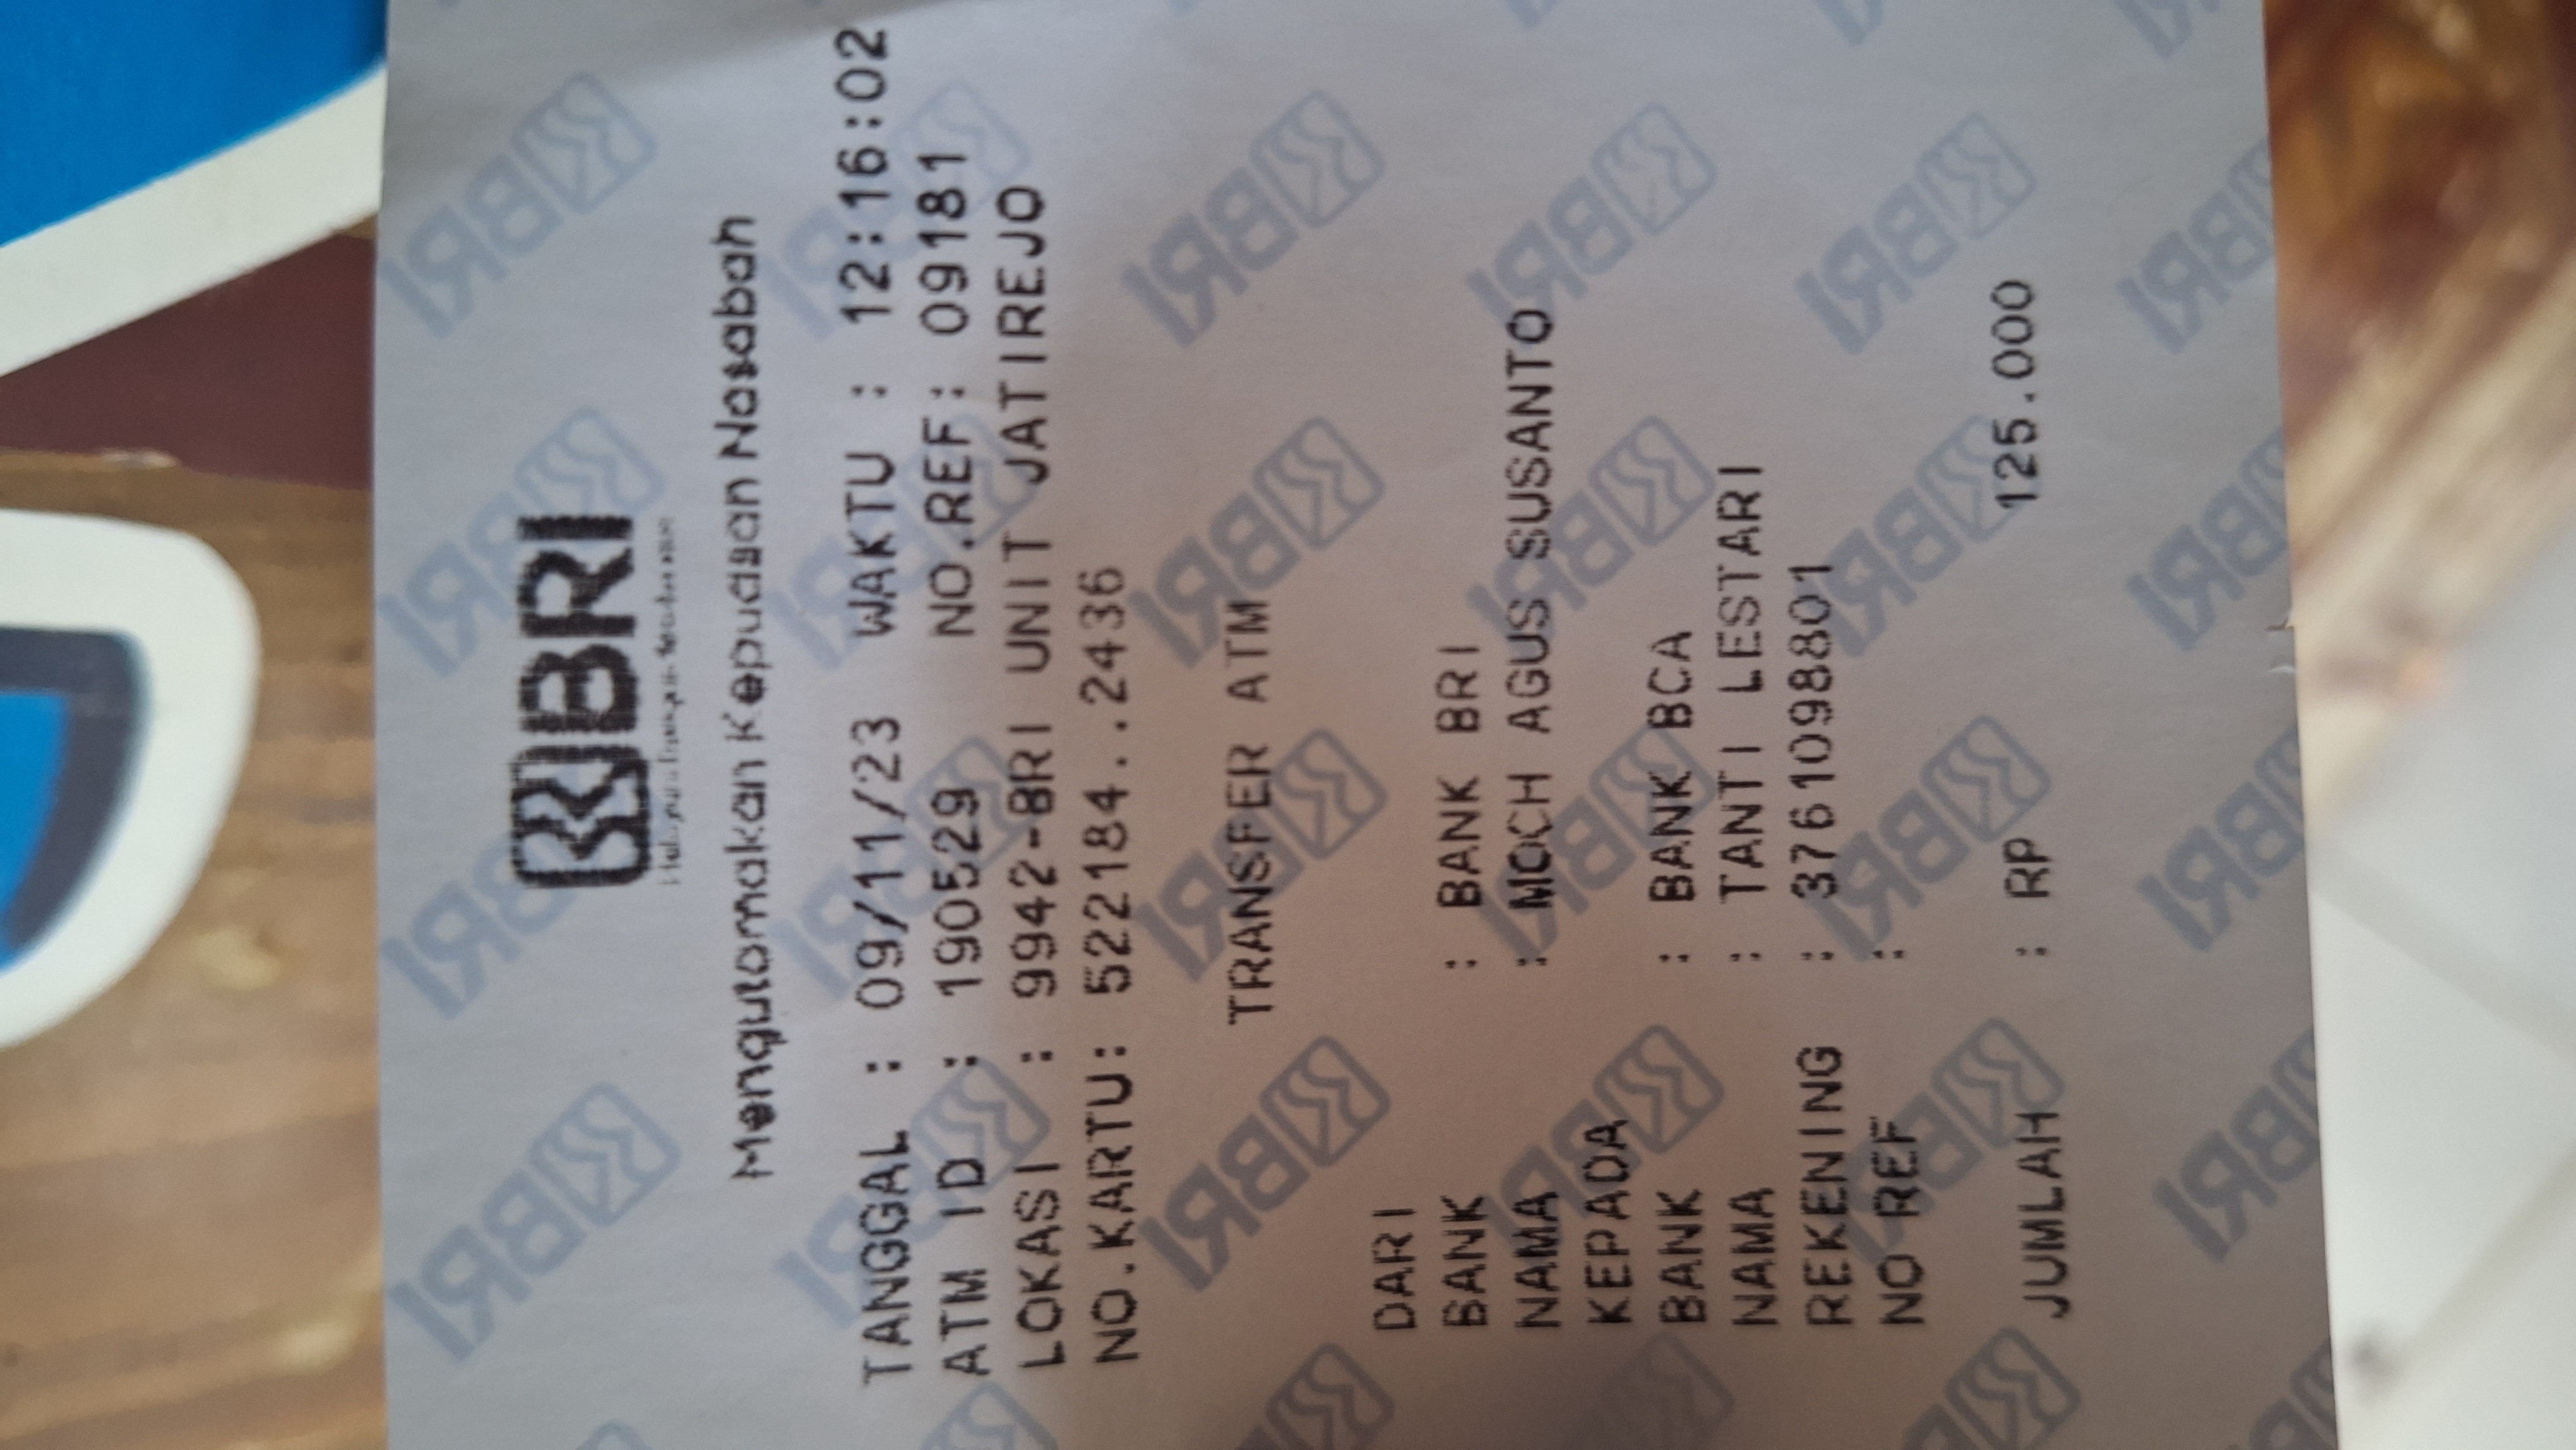 BRI
Mengutamakan Kepuasan Nasabah
TANGGAL : 09/11/23 WAKTU : 12:16:02
ATM ID : 190529 NO.REF: 09181
LOKASI : 9942-BRI UNIT JATIREJO
NO.KARTU: 522184..2436
TRANSFER ATM
DARI
BANK : BANK BRI
NAMA : MOCH AGUS SUSANTO
KEPADA
BANK : BANK BCA
NAMA : TANTI LESTARI
REKENING : 3761098801
NO REF :
JUMLAH : RP 125.000